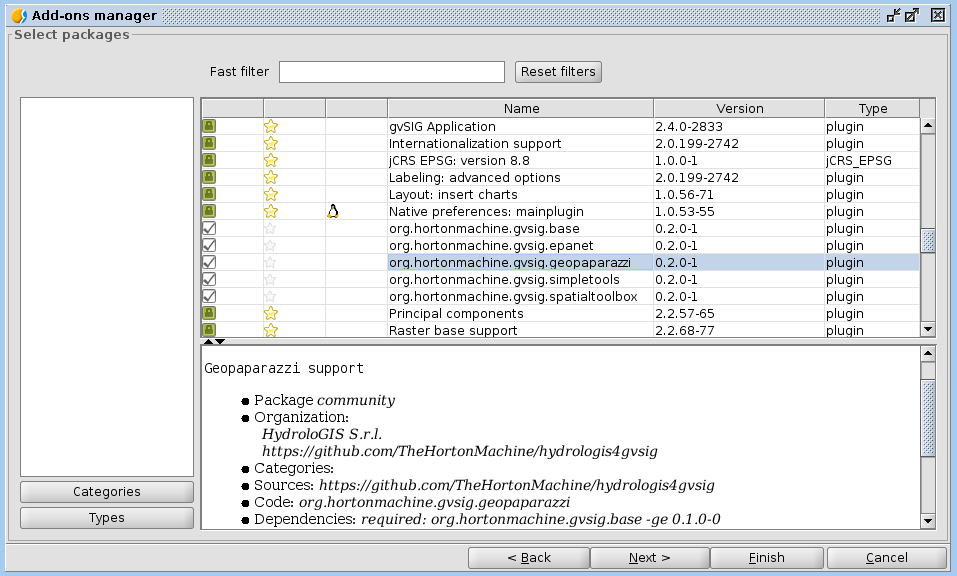 Add-ons manager
Select packages
Fast filter
Reset filters
Name Version Type
gvSIG Application 2.4.0-2833 plugin
Internationalization support 2.0.199-2742 plugin
jCRS EPSG: version 8.8 1.0.0-1 jCRS_EPSG
Labeling: advanced options 2.0.199-2742 plugin
Layout: insert charts 1.0.56-71 plugin
Native preferences: mainplugin 1.0.53-55 plugin
org.hortonmachine.gvsig.base 0.2.0-1 plugin
org.hortonmachine.gvsig.epanet 0.2.0-1 plugin
org.hortonmachine.gvsig.geopaparazzi 0.2.0-1 plugin
org.hortonmachine.gvsig.simpletools 0.2.0-1 plugin
org.hortonmachine.gvsig.spatialtoolbox 0.2.0-1 plugin
Principal components 2.2.57-65 plugin
Raster base support 2.2.68-77 plugin
Geopaparazzi support
Package community
Organization:
HydroloGIS S.r.l.
https://github.com/TheHortonMachine/hydrologis4gvsig
Categories:
Sources: https://github.com/TheHortonMachine/hydrologis4gvsig
Code: org.hortonmachine.gvsig.geopaparazzi
Dependencies: required: org.hortonmachine.gvsig.base -ge 0.1.0-0
Categories
Types
< Back
Next >
Finish
Cancel